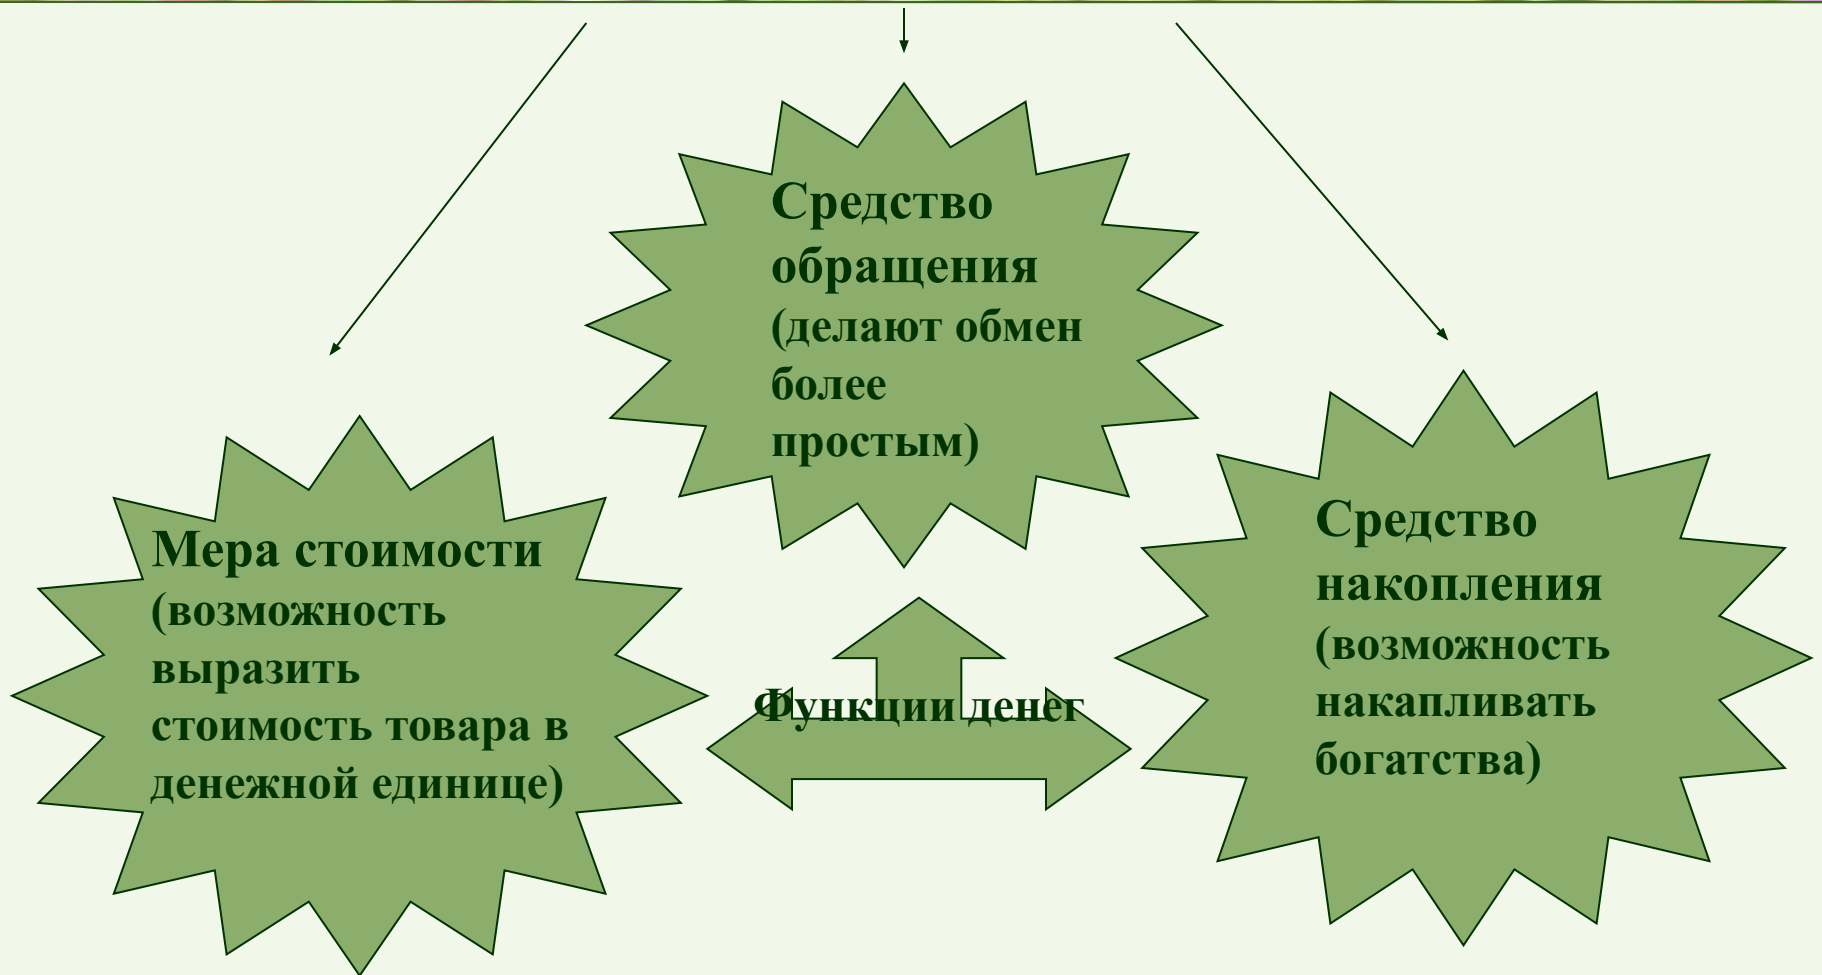 Средство
обращения
(делают обмен
более
простым)
Мера стоимости
(возможность
выразить
стоимость товара в
денежной единице)
Средство
накопления
(возможность
накапливать
богатства)
Функции денег